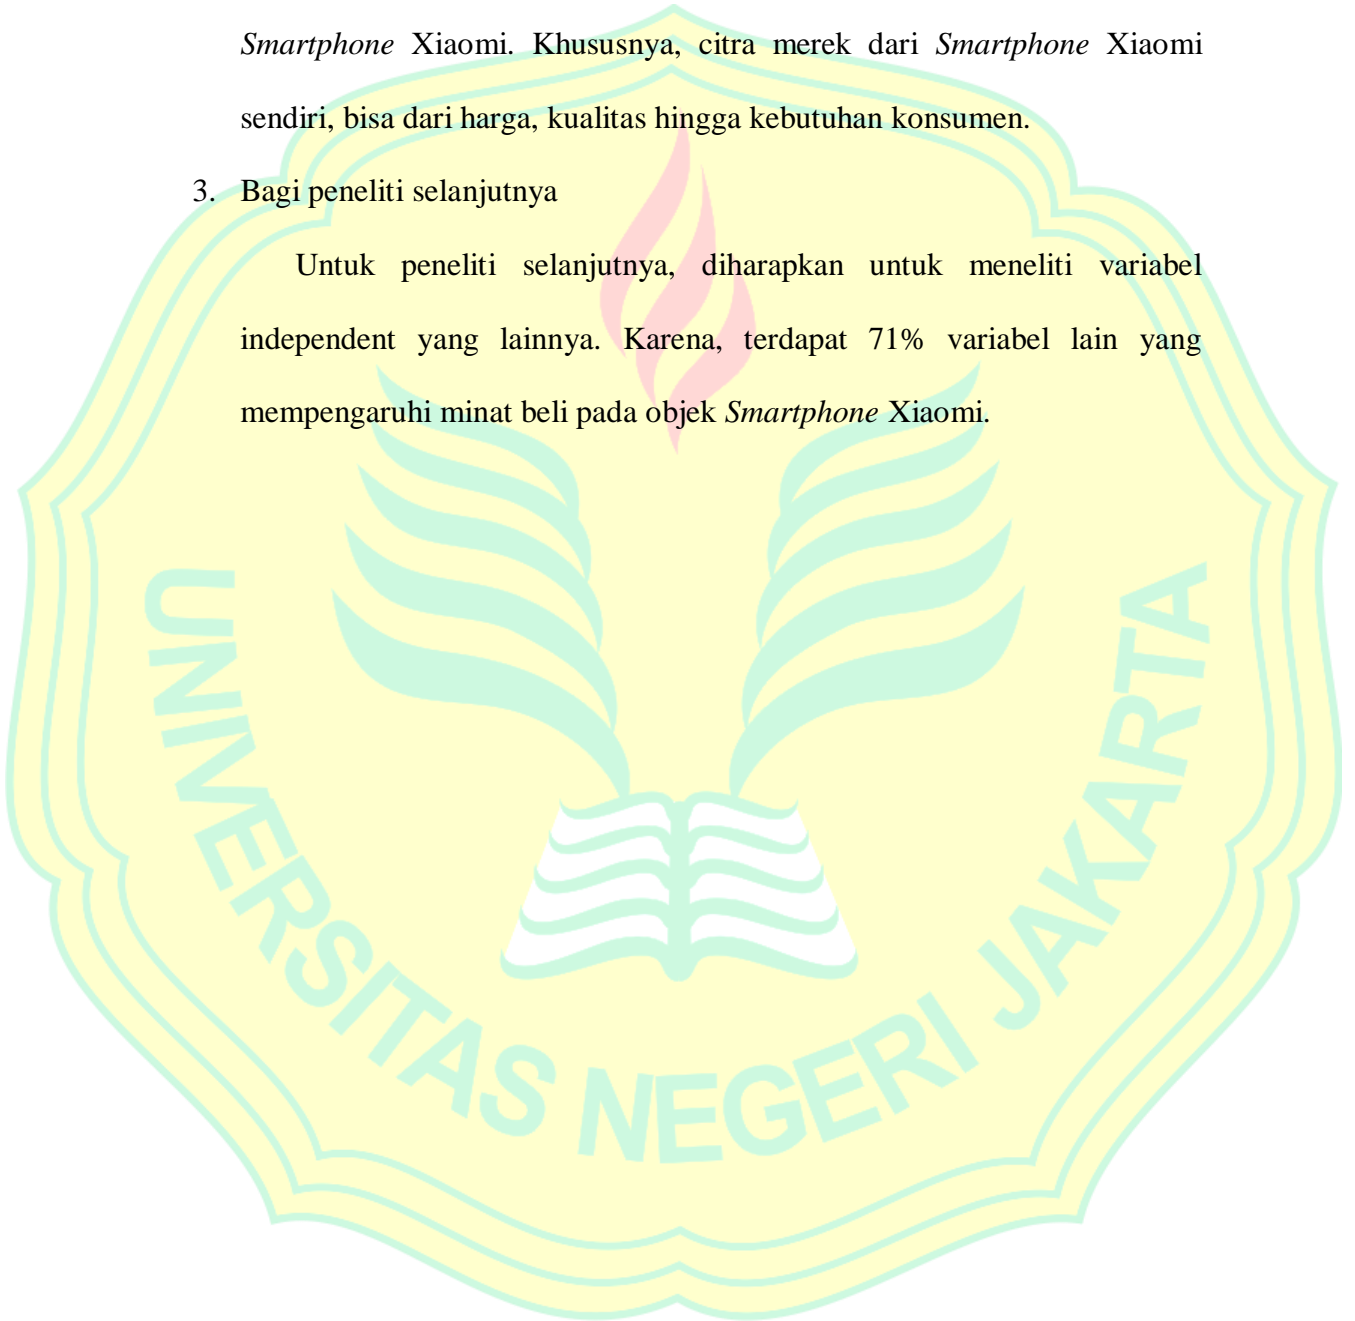 Smartphone Xiaomi. Khususnya, citra merek dari Smartphone Xiaomi
sendiri, bisa dari harga, kualitas hingga kebutuhan konsumen.
3. Bagi peneliti selanjutnya
Untuk peneliti selanjutnya, diharapkan untuk meneliti variabel
independent yang lainnya. Karena, terdapat 71% variabel lain yang
mempengaruhi minat beli pada objek Smartphone Xiaomi.
UNIVERSITAS NEGERI JAKARTA